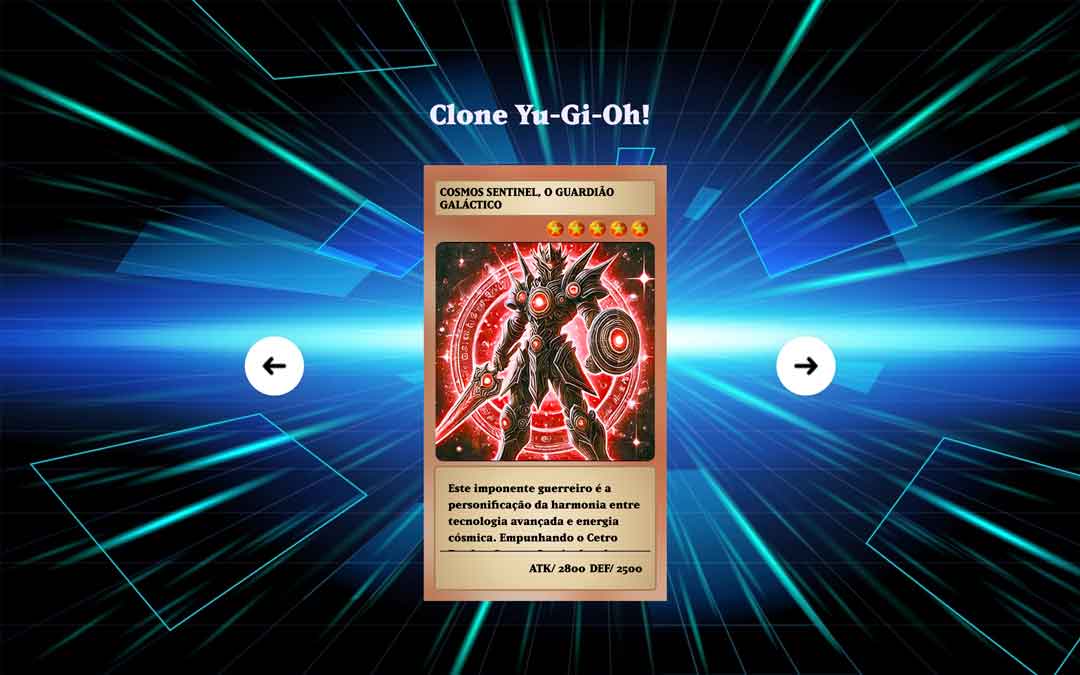 Clone Yu-Gi-Oh!
COSMOS SENTINEL, O GUARDIÃO
GALÁCTICO
Este imponente guerreiro é a
personificação da harmonia entre
tecnologia avançada e energia
cósmica. Empunhando o Cetro
ATK/ 2800 DEF/ 2500